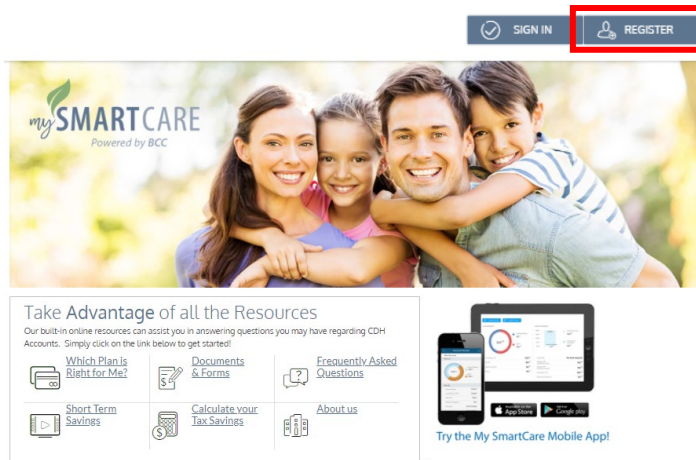 SIGN IN
REGISTER
mySMARTCARE
Powered by BCC
Take Advantage of all the Resources
Our built-in online resources can assist you in answering questions you may have regarding CDH
Accounts. Simply click on the link below to get started!
Which Plan is
Right for Me?
Documents
& Forms
Frequently Asked
Questions
Short Term
Savings
Calculate your
Tax Savings
About us
App Store
Google play
Try the My SmartCare Mobile App!